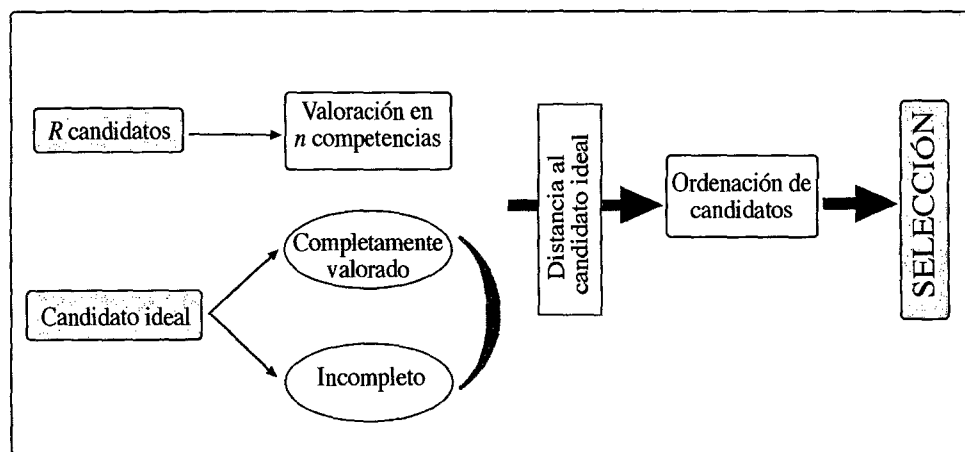 R candidatos
Valoración en
n competencias
Candidato ideal
Completamente
valorado
Incompleto
Distancia al
candidato ideal
Ordenación de
candidatos
SELECCIÓN